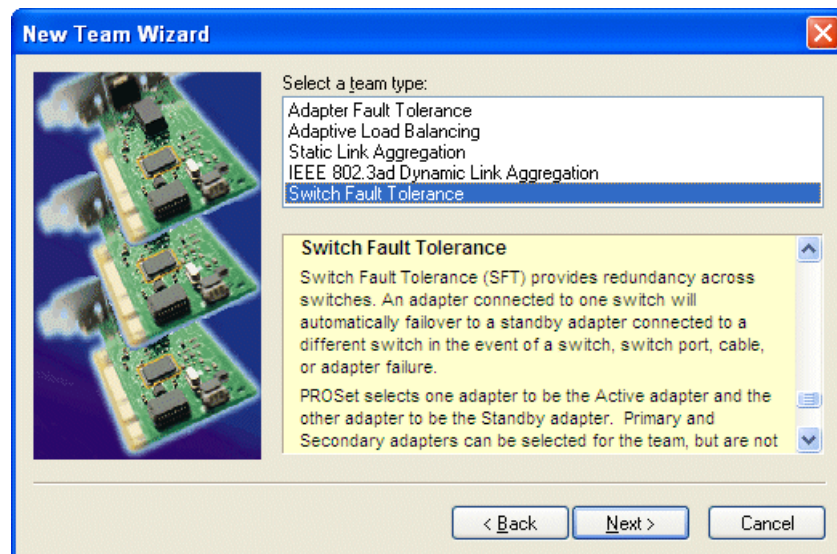 New Team Wizard
Select a team type:
Adapter Fault Tolerance
Adaptive Load Balancing
Static Link Aggregation
IEEE 802.3ad Dynamic Link Aggregation
Switch Fault Tolerance
Switch Fault Tolerance
Switch Fault Tolerance (SFT) provides redundancy across
switches. An adapter connected to one switch will
automatically failover to a standby adapter connected to a
different switch in the event of a switch, switch port, cable,
or adapter failure.
PROSet selects one adapter to be the Active adapter and the
other adapter to be the Standby adapter. Primary and
Secondary adapters can be selected for the team, but are not
< Back
Next >
Cancel